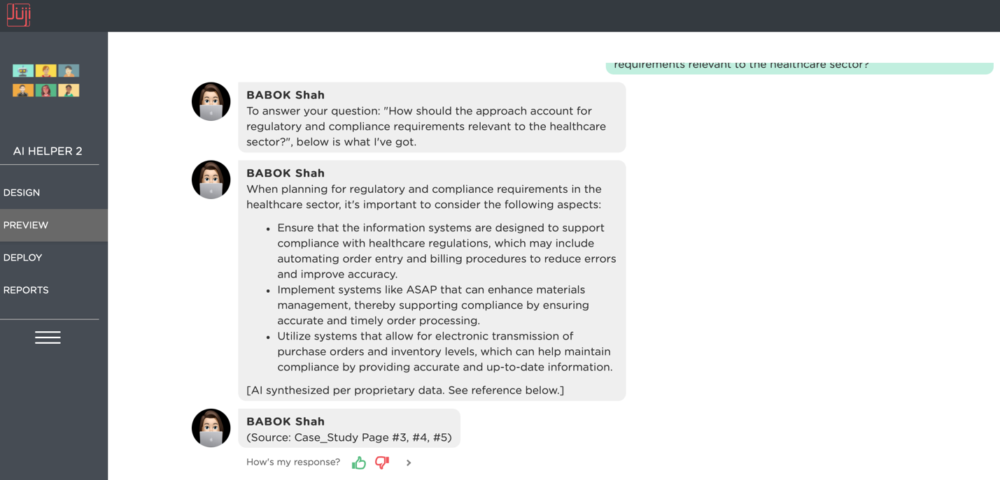 Juji
requirements relevant to the healthcare sector?
AI HELPER 2
DESIGN
PREVIEW
DEPLOY
REPORTS
BABOK Shah
To answer your question: "How should the approach account for
regulatory and compliance requirements relevant to the healthcare
sector?", below is what I've got.
BABOK Shah
When planning for regulatory and compliance requirements in the
healthcare sector, it's important to consider the following aspects:
• Ensure that the information systems are designed to support
compliance with healthcare regulations, which may include
automating order entry and billing procedures to reduce errors
and improve accuracy.
• Implement systems like ASAP that can enhance materials
management, thereby supporting compliance by ensuring
accurate and timely order processing.
• Utilize systems that allow for electronic transmission of
purchase orders and inventory levels, which can help maintain
compliance by providing accurate and up-to-date information.
[AI synthesized per proprietary data. See reference below.]
BABOK Shah
(Source: Case_Study Page #3, #4, #5)
How's my response?